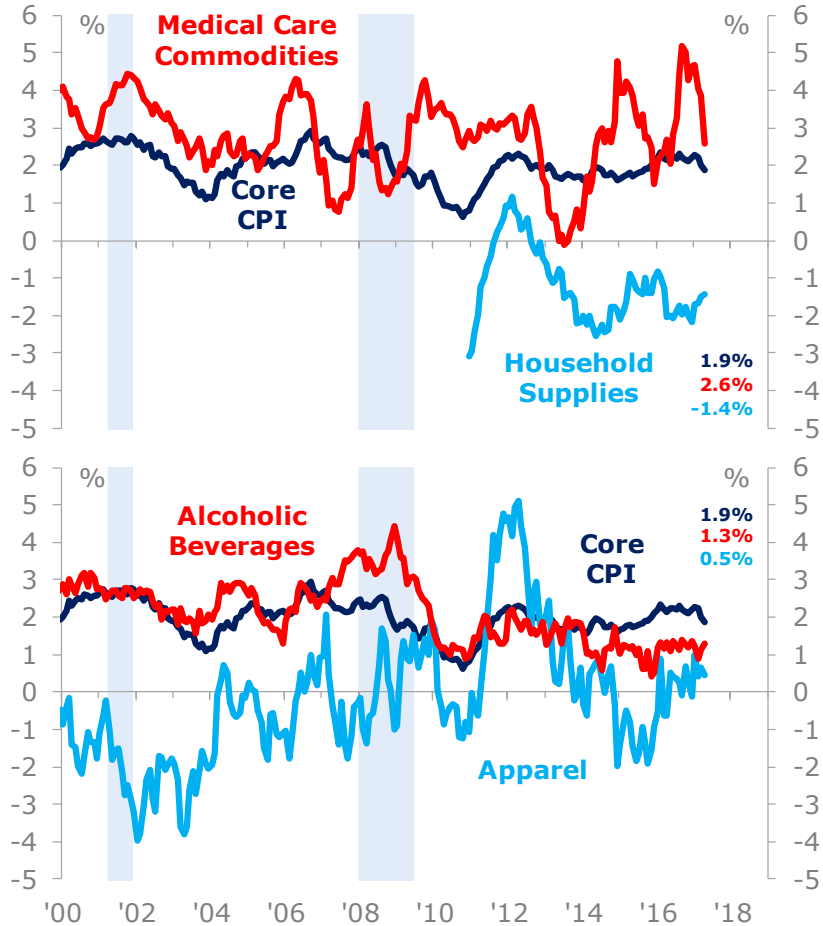 6 % Medical Care % 6
5 Commodities 5
4 4
3 3
2 2
1 Core 1
CPI
0 0
-1 -1
-2 -2
-3 Household 1.9% -3
-4 Supplies 2.6% -4
-1.4%
-5 -5
6 % % 6
5 Alcoholic 1.9% 5
Beverages Core 1.3%
4 CPI 0.5% 4
3 3
2 2
1 1
0 0
-1 -1
-2 Apparel -2
-3 -3
-4 -4
-5 -5
'00 '02 '04 '06 '08 '10 '12 '14 '16 '18